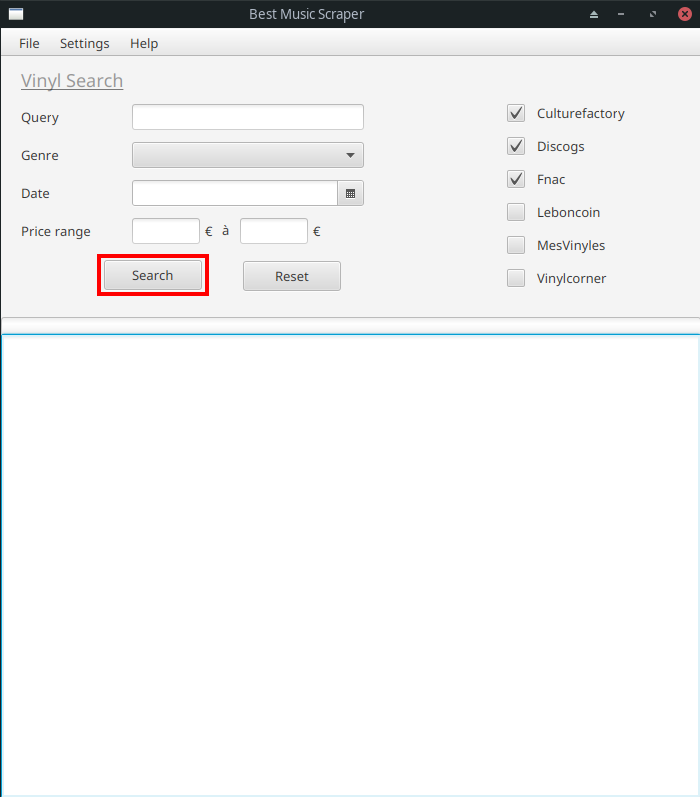 Best Music Scraper
File Settings Help
Vinyl Search
Query
Genre
Date
Price range € à €
Search Reset
Culturefactory
Discogs
Fnac
Leboncoin
MesVinyles
Vinylcorner